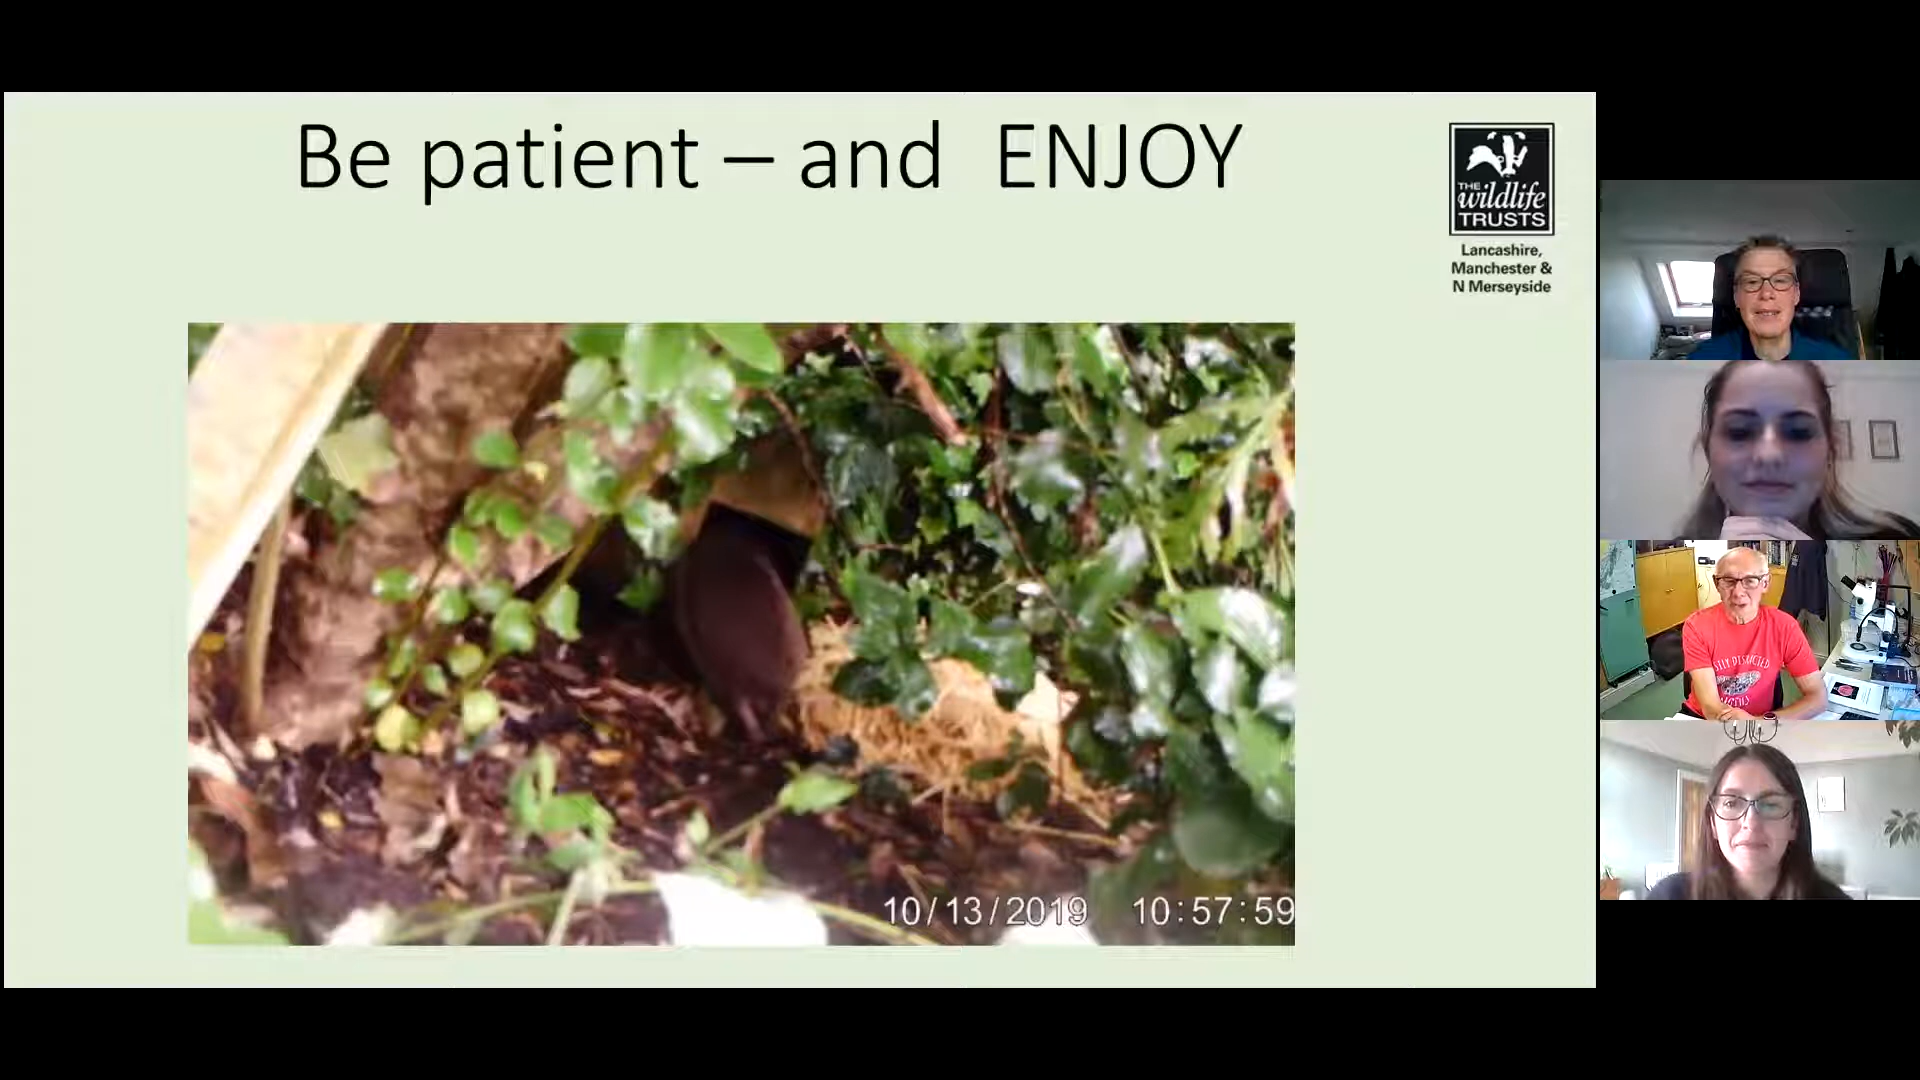 Be patient – and  ENJOY
THE
wildlife
TRUSTS
Lancashire,
Manchester &
N Merseyside
10/13/2019 10:57:59